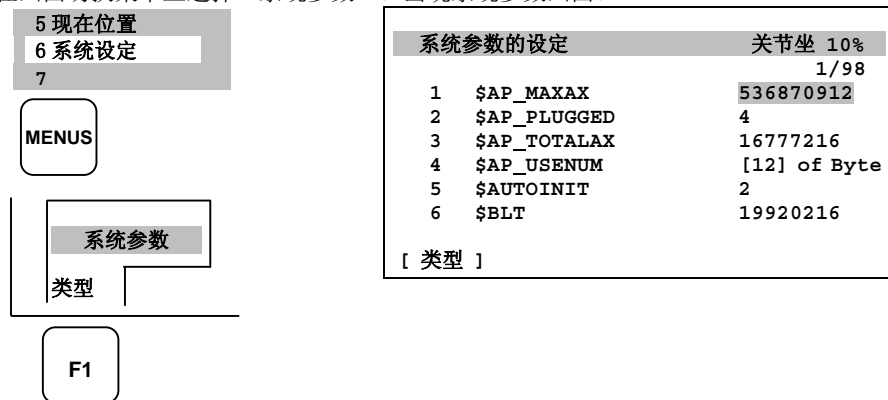 5 现在位置
6 系统设定
7
MENUS
系统参数
类型
F1
系统参数的设定 关节坐 10%
1/98
1 $AP_MAXAX 536870912
2 $AP_PLUGGED 4
3 $AP_TOTALAX 16777216
4 $AP_USENUM [12] of Byte
5 $AUTOINIT 2
6 $BLT 19920216
[ 类型 ]